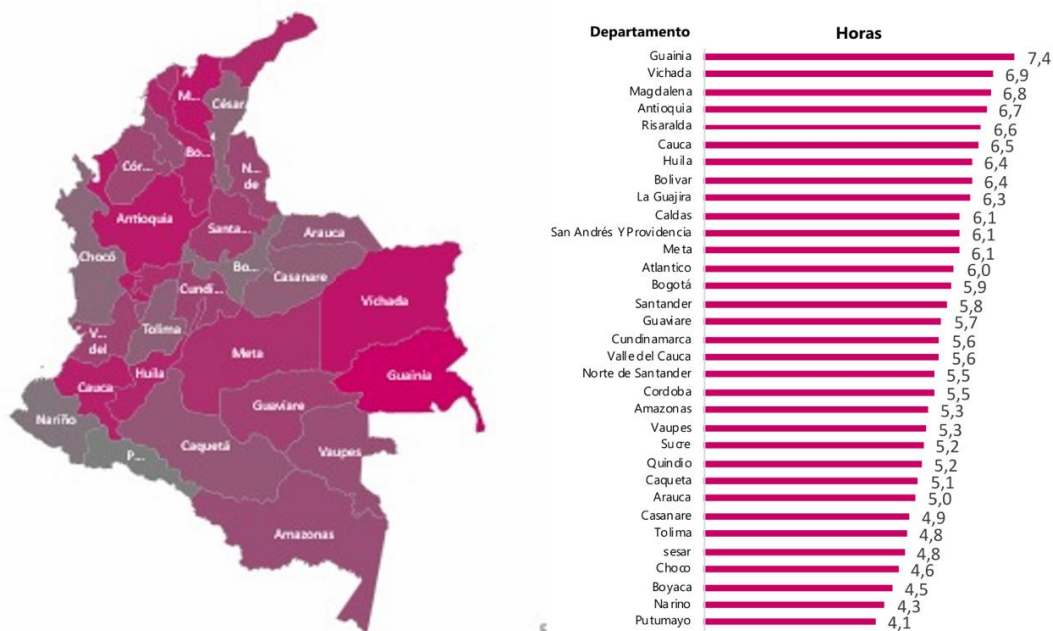 M...
César
Bo...
Cór...
N... de
Antioquia
Santa...
Arauca
Chocó
Bo...
Casanare
Cundi...
Vichada
Tolima
V... del
Meta
Huila
Guainia
Cauca
Guaviare
Nariño
Caquetá
Vaupes
P...
Amazonas
Departamento Horas
Guainia 7,4
Vichada 6,9
Magdalena 6,8
Antioquia 6,7
Risaralda 6,6
Cauca 6,5
Huila 6,4
Bolivar 6,4
La Guajira 6,3
Caldas 6,1
San Andrés Y Providencia 6,1
Meta 6,1
Atlantico 6,0
Bogotá 5,9
Santander 5,8
Guaviare 5,7
Cundinamarca 5,6
Valle del Cauca 5,6
Norte de Santander 5,5
Cordoba 5,5
Amazonas 5,3
Vaupes 5,3
Sucre 5,2
Quindio 5,2
Caqueta 5,1
Arauca 5,0
Casanare 4,9
Tolima 4,8
sesar 4,8
Choco 4,6
Boyaca 4,5
Narino 4,3
Putumayo 4,1